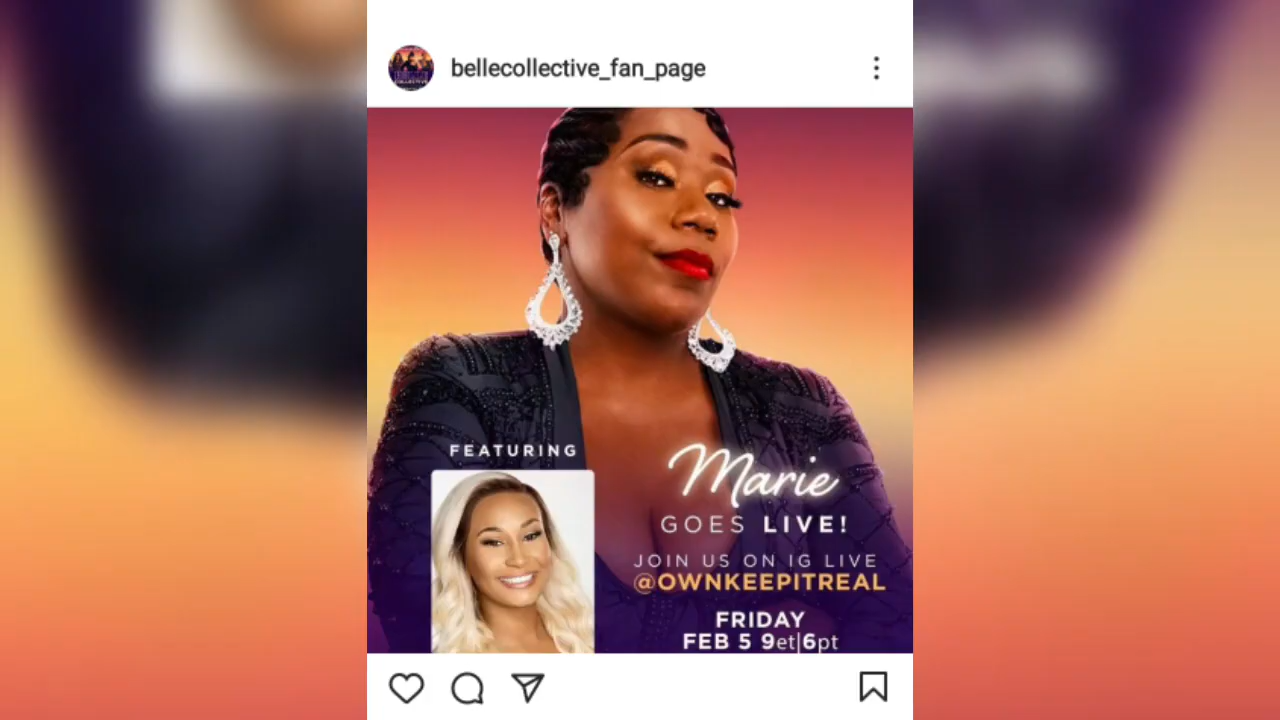 bellecollective_fan_page
FEATURING
Marie
GOES LIVE!
JOIN US ON IG LIVE
@OWNKEEPITREAL
FRIDAY
FEB 5 9et|6pt